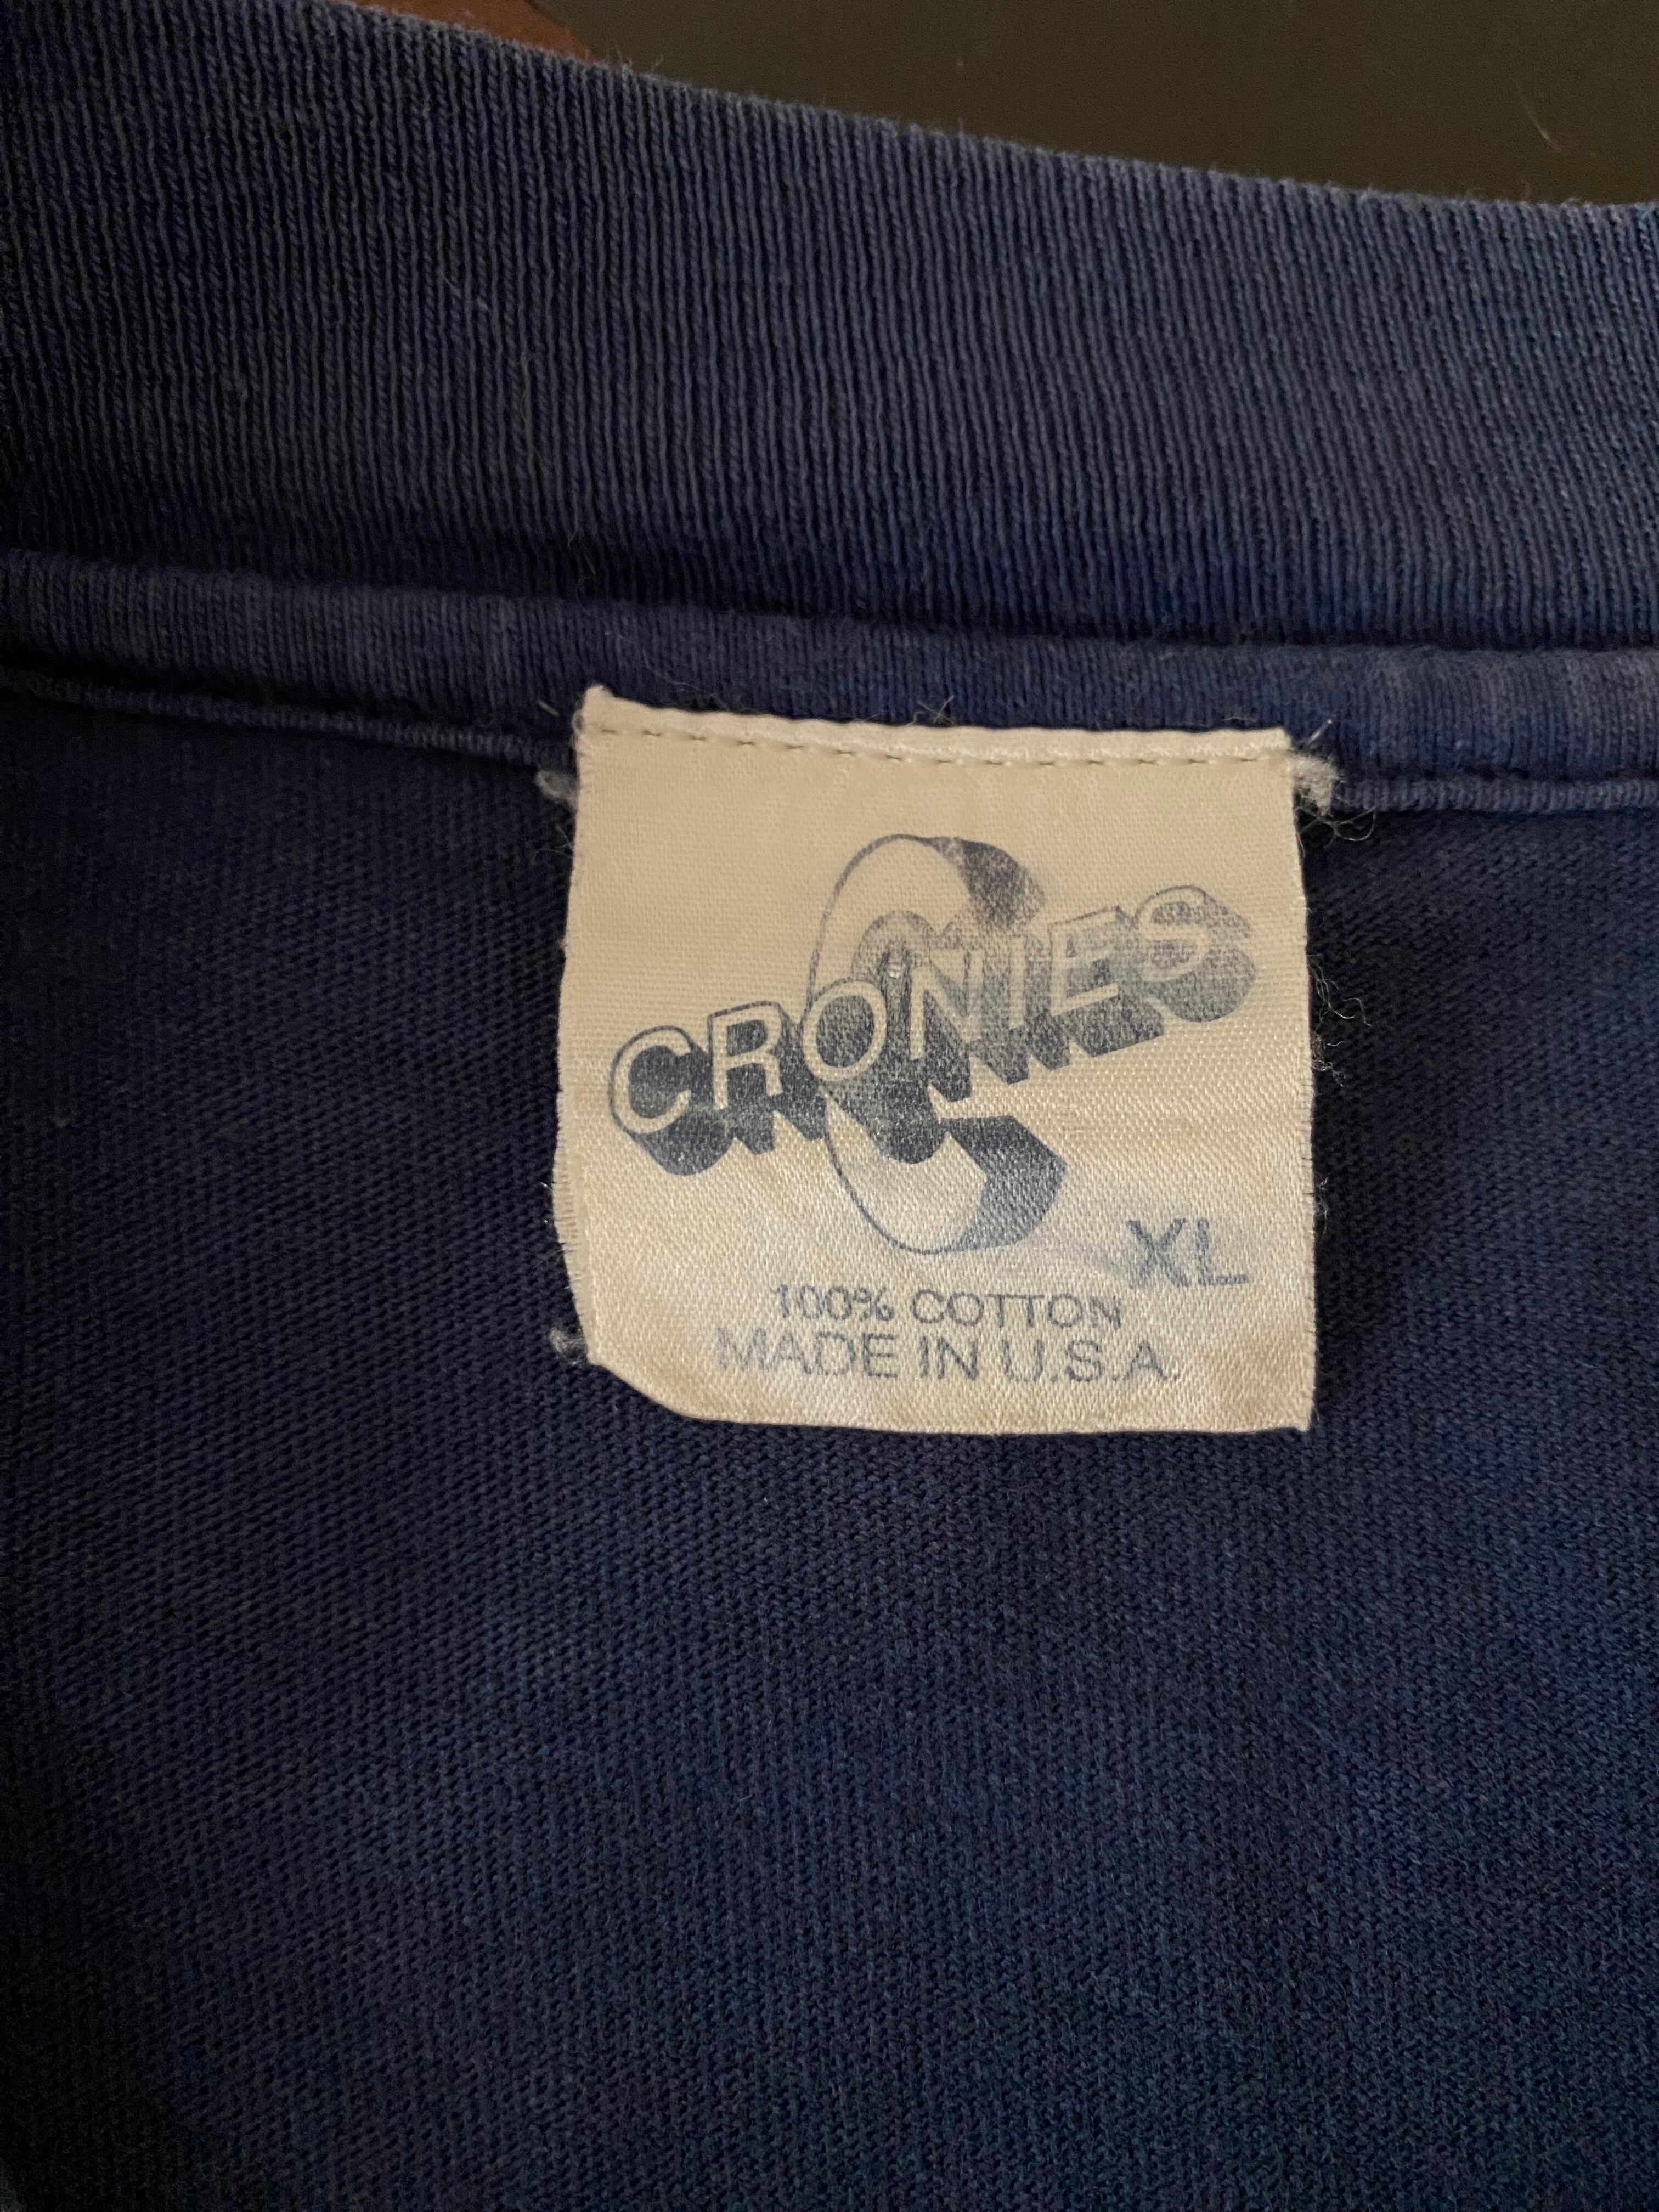 CRONIES
XL
100% COTTON
MADE IN U.S.A.